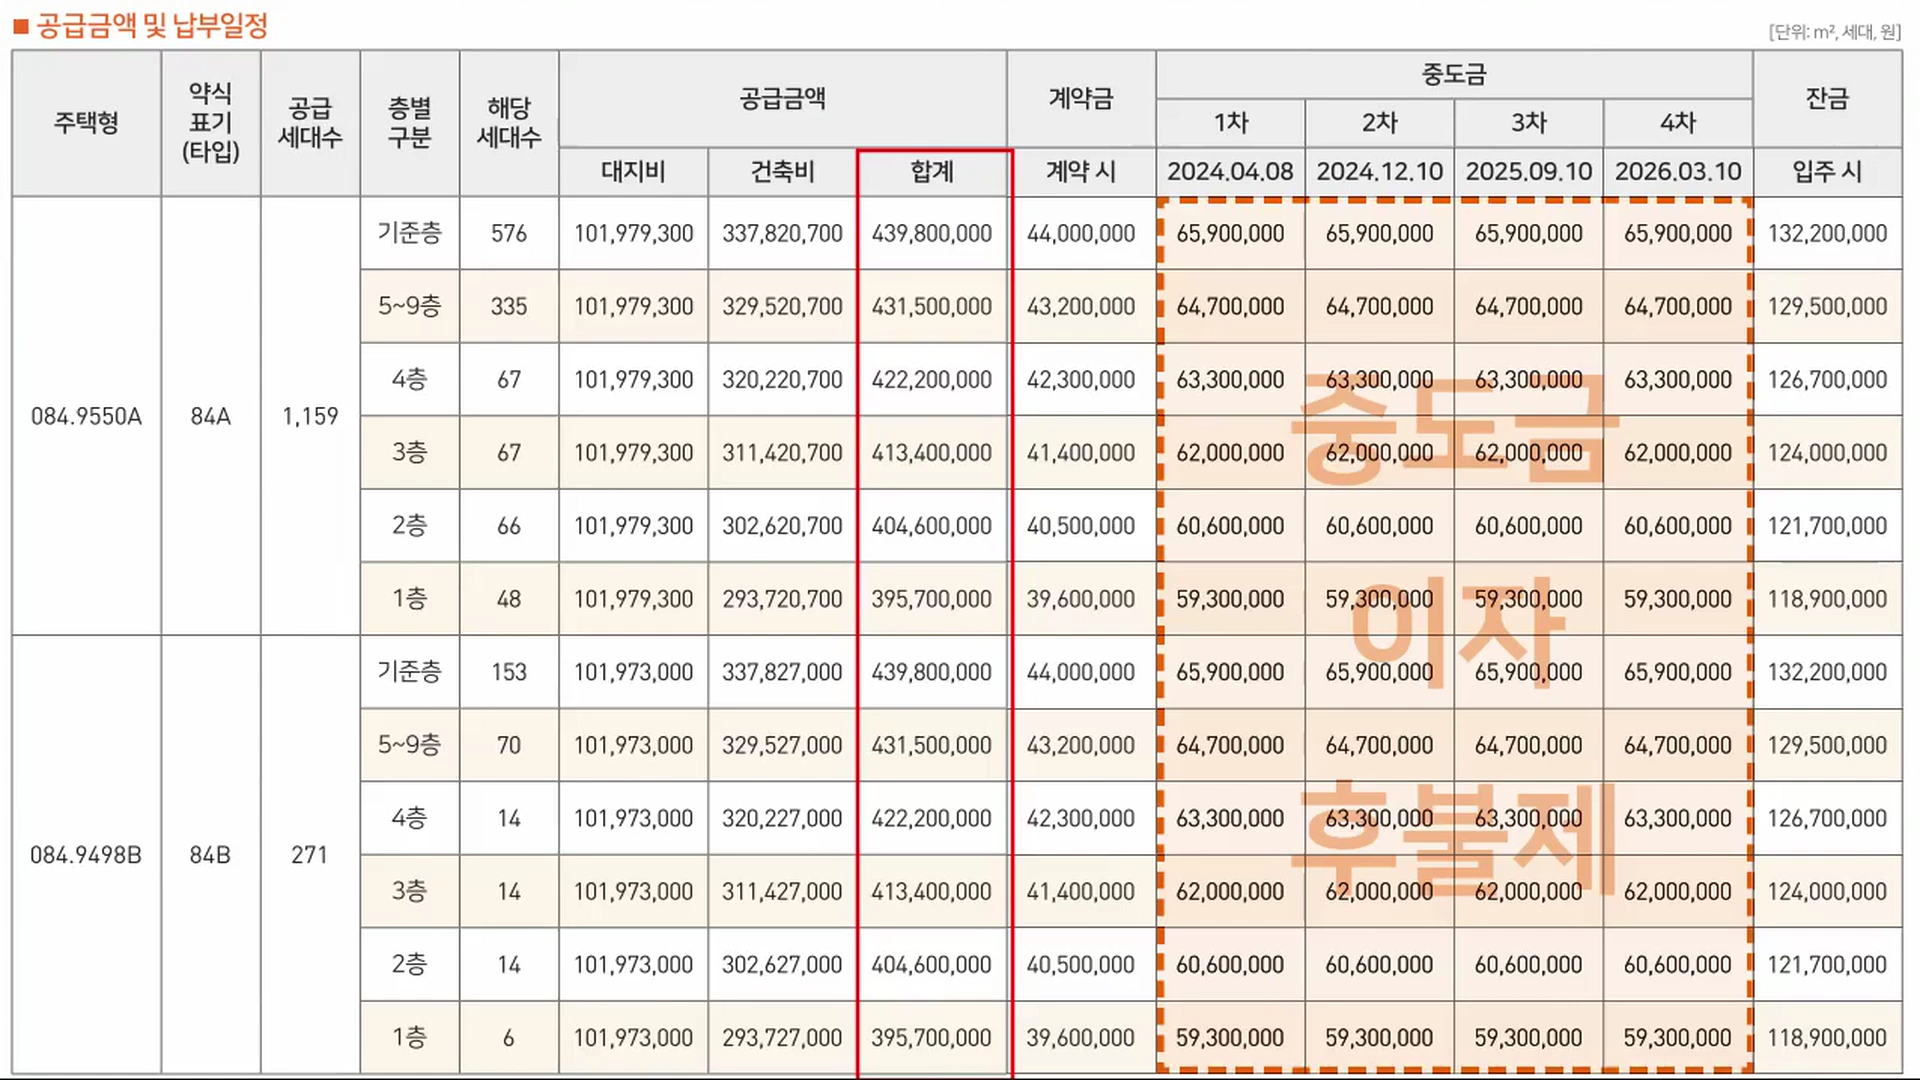 ■ 공급금액 및 납부일정
[단위: m², 세대, 원]
주택형 약식 표기 (타입) 공급 세대수 층별 구분 해당 세대수 공급금액 계약금 중도금 잔금
1차 2차 3차 4차
대지비 건축비 합계 계약 시 2024.04.08 2024.12.10 2025.09.10 2026.03.10 입주 시
084.9550A 84A 1,159
기준층 576 101,979,300 337,820,700 439,800,000 44,000,000 65,900,000 65,900,000 65,900,000 65,900,000 132,200,000
5~9층 335 101,979,300 329,520,700 431,500,000 43,200,000 64,700,000 64,700,000 64,700,000 64,700,000 129,500,000
4층 67 101,979,300 320,220,700 422,200,000 42,300,000 63,300,000 63,300,000 63,300,000 63,300,000 126,700,000
3층 67 101,979,300 311,420,700 413,400,000 41,400,000 62,000,000 62,000,000 62,000,000 62,000,000 124,000,000
2층 66 101,979,300 302,620,700 404,600,000 40,500,000 60,600,000 60,600,000 60,600,000 60,600,000 121,700,000
1층 48 101,979,300 293,720,700 395,700,000 39,600,000 59,300,000 59,300,000 59,300,000 59,300,000 118,900,000
084.9498B 84B 271
기준층 153 101,973,000 337,827,000 439,800,000 44,000,000 65,900,000 65,900,000 65,900,000 65,900,000 132,200,000
5~9층 70 101,973,000 329,527,000 431,500,000 43,200,000 64,700,000 64,700,000 64,700,000 64,700,000 129,500,000
4층 14 101,973,000 320,227,000 422,200,000 42,300,000 63,300,000 63,300,000 63,300,000 63,300,000 126,700,000
3층 14 101,973,000 311,427,000 413,400,000 41,400,000 62,000,000 62,000,000 62,000,000 62,000,000 124,000,000
2층 14 101,973,000 302,627,000 404,600,000 40,500,000 60,600,000 60,600,000 60,600,000 60,600,000 121,700,000
1층 6 101,973,000 293,727,000 395,700,000 39,600,000 59,300,000 59,300,000 59,300,000 59,300,000 118,900,000
중도금
이자
후불제